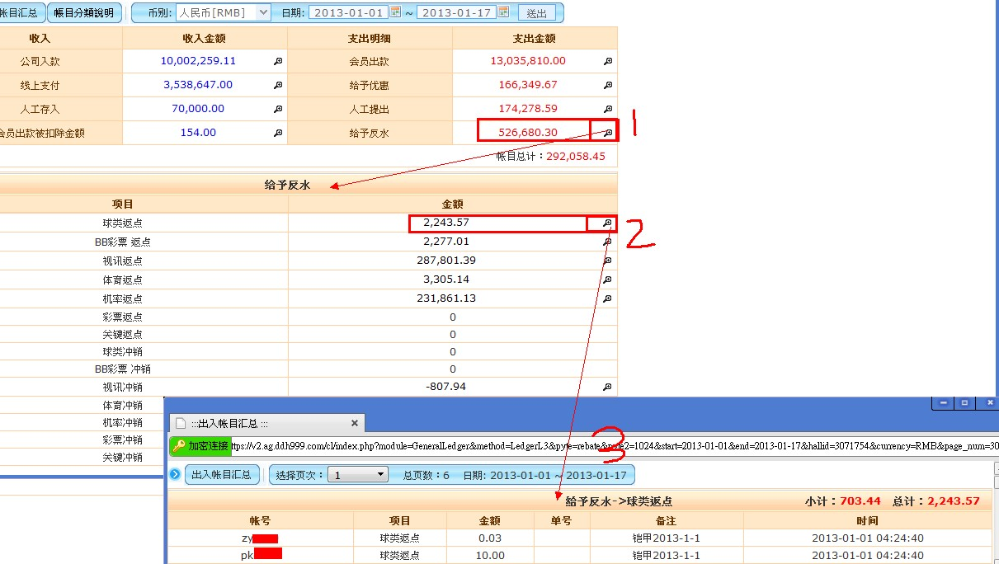 帐目汇总 帳目分類說明 币别: 人民币[RMB] 日期: 2013-01-01 ~ 2013-01-17 送出
收入 收入金额 支出明细 支出金额
公司入款 10,002,259.11 会员出款 13,035,810.00
线上支付 3,538,647.00 给予优惠 166,349.67
人工存入 70,000.00 人工提出 174,278.59
会员出款被扣除金额 154.00 给予反水 526,680.30 1
帐目总计：292,058.45
给予反水
项目 金额
球类返点 2,243.57 2
BB彩票 返点 2,277.01
视讯返点 287,801.39
体育返点 3,305.14
机率返点 231,861.13
彩票返点 0
关键返点 0
球类冲销 0
BB彩票 冲销 0
视讯冲销 -807.94
体育冲销
机率冲销
彩票冲销
关键冲销
:::出入帐目汇总 :::
加密连接 ttps://v2.ag.ddh999.com/cl/index.php?module=GeneralLedger&method=LedgerL3&pyte=rebate& 2=1024&start=2013-01-01&end=2013-01-17&hallid=3071754&currency=RMB&page_num=30
3
出入帐目汇总 选择页次： 1 总页数：6 日期: 2013-01-01 ~ 2013-01-17
給予反水->球类返点 小计：703.44 总计：2,243.57
帐号 项目 金额 单号 备注 时间
zy 球类返点 0.03 铠甲2013-1-1 2013-01-01 04:24:40
pk 球类返点 10.00 铠甲2013-1-1 2013-01-01 04:24:40